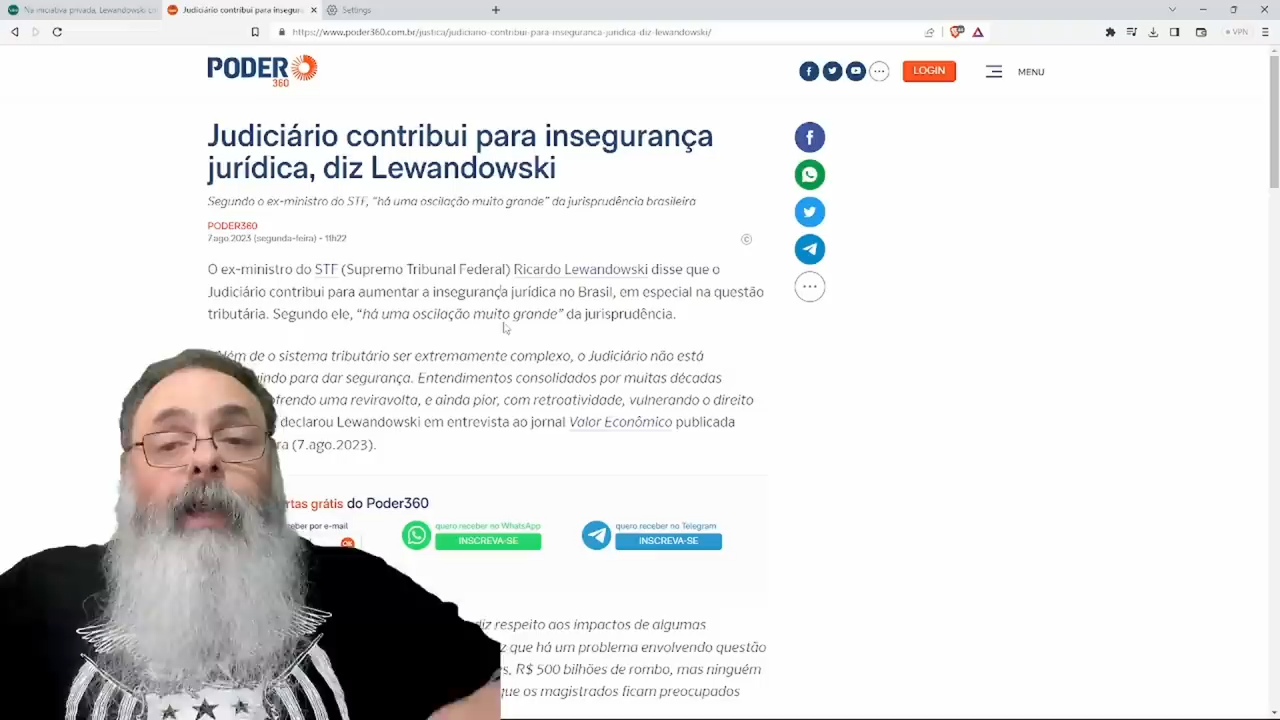 Na iniciativa privada, Lewandowski
Judiciário contribui para insegura
Settings
https://www.poder360.com.br/justica/judiciario-contribui-para-inseguranca-juridica-diz-lewandowski/
VPN
PODER
360
LOGIN
MENU
Judiciário contribui para insegurança
jurídica, diz Lewandowski
Segundo o ex-ministro do STF, “há uma oscilação muito grande” da jurisprudência brasileira
PODER360
7.ago.2023 (segunda-feira) - 11h22
O ex-ministro do STF (Supremo Tribunal Federal) Ricardo Lewandowski disse que o
Judiciário contribui para aumentar a insegurança jurídica no Brasil, em especial na questão
tributária. Segundo ele, “há uma oscilação muito grande” da jurisprudência.
de o sistema tributário ser extremamente complexo, o Judiciário não está
para dar segurança. Entendimentos consolidados por muitas décadas
uma reviravolta, e ainda pior, com retroatividade, vulnerando o direito
declarou Lewandowski em entrevista ao jornal Valor Econômico publicada
(7.ago.2023).
grátis do Poder360
por e-mail
OK
quero receber no WhatsApp
INSCREVA-SE
quero receber no Telegram
INSCREVA-SE
diz respeito aos impactos de algumas
que há um problema envolvendo questão
R$ 500 bilhões de rombo, mas ninguém
que os magistrados ficam preocupados